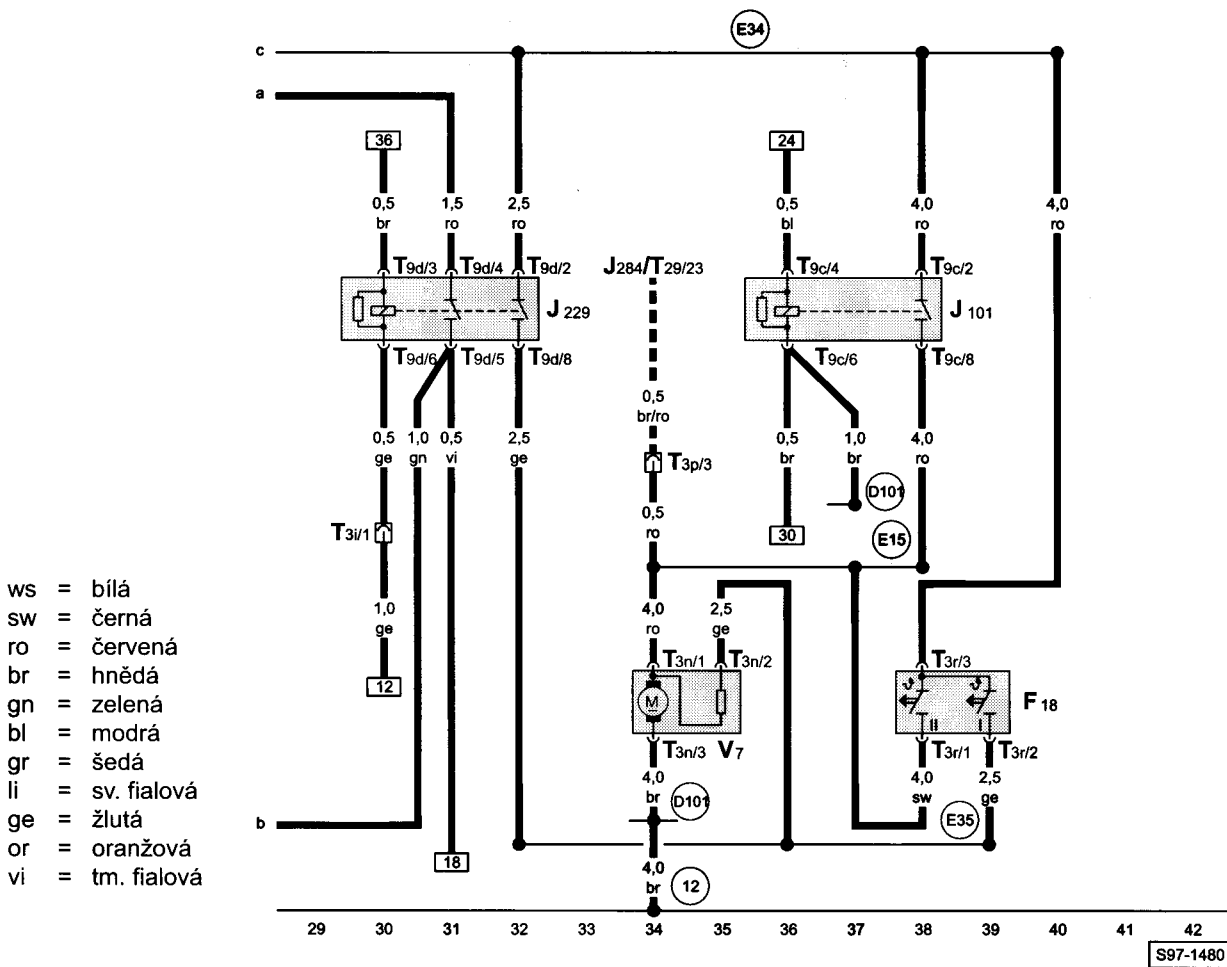 E34
c
a
36
24
0,5
1,5
2,5
0,5
4,0
4,0
br
ro
ro
bl
ro
ro
T9d/3
T9d/4
T9d/2
J284/T29/23
T9c/4
T9c/2
J 229
J 101
T9d/6
T9d/5
T9d/8
T9c/6
T9c/8
0,5
br/ro
0,5
1,0
0,5
2,5
0,5
1,0
4,0
ge
gn
vi
ge
br
br
ro
T3p/3
D101
0,5
ro
T3i/1
30
E15
ws = bílá
sw = černá
ro = červená
br = hnědá
gn = zelená
bl = modrá
gr = šedá
li = sv. fialová
ge = žlutá
or = oranžová
vi = tm. fialová
1,0
ge
4,0
ro
2,5
ge
12
T3n/1
T3n/2
T3r/3
M
II
I
F 18
T3n/3
V7
T3r/1
T3r/2
4,0
br
4,0
sw
2,5
ge
D101
E35
b
18
4,0
br
12
29 30 31 32 33 34 35 36 37 38 39 40 41 42
S97-1480